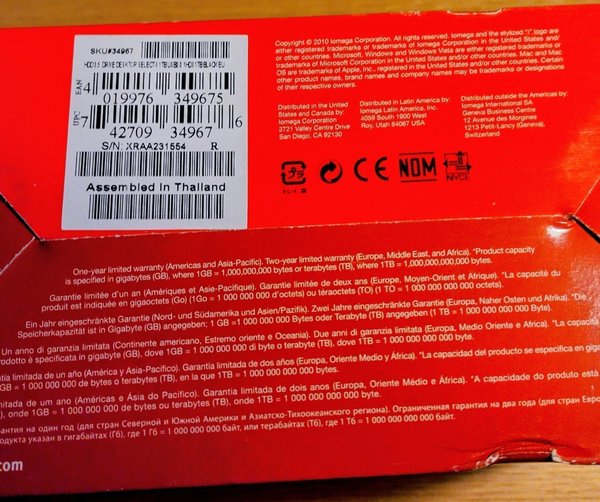 SKU#34967
HDD 3.5 DRIVE DESKTOP SELECT II 1TB USB 2.0 1HDX1TB BLACK EU
EAN 4 019976 349675
UPC 7 42709 34967 6
S/N: XRAA231554 R
Assembled In Thailand
Copyright © 2010 Iomega Corporation. All rights reserved. Iomega and the stylized "i" logo are
either registered trademarks or trademarks of Iomega Corporation in the United States and/or
other countries. Microsoft, Windows and Windows Vista are either registered or
trademarks of Microsoft Corporation in the United States and/or other countries. Mac and Mac
OS are trademarks of Apple, Inc., registered in the United States and/or other countries. Certain
other product names, brand names and company names may be trademarks or designations
of their respective owners.
Distributed in the United
States and Canada by:
Iomega Corporation
3721 Valley Centre Drive
San Diego, CA 92130
Distributed in Latin America by:
Iomega Latin America, Inc.
4059 South 1900 West
Roy, Utah 84067 USA
Distributed outside the Americas by:
Iomega International SA
Geneva Business Centre
12 Avenue des Morgines
1213 Petit-Lancy (Geneva),
Switzerland
トレイ、袋
CE
NOM
NYCE
One-year limited warranty (Americas and Asia-Pacific). Two-year limited warranty (Europe, Middle East, and Africa). *Product capacity
is specified in gigabytes (GB), where 1GB = 1,000,000,000 bytes or terabytes (TB), where 1TB = 1,000,000,000,000 bytes.
Garantie limitée d'un an (Amériques et Asie-Pacifique). Garantie limitée de deux ans (Europe, Moyen-Orient et Afrique). *La capacité du
produit est indiquée en gigaoctets (Go) (1Go = 1 000 000 000 d'octets) ou téraoctets (TO) (1 TO = 1 000 000 000 000 d'octets).
Ein Jahr eingeschränkte Garantie (Nord- und Südamerika und Asien/Pazifik). Zwei Jahre eingeschränkte Garantie (Europa, Naher Osten und Afrika). *Die
Speicherkapazität ist in Gigabyte (GB) angegeben; 1 GB =1 000 000 000 Bytes oder Terabyte (TB) angegeben (1 TB = 1 000 000 000 000 Bytes).
Un anno di garanzia limitata (Continente americano, Estremo oriente e Oceania). Due anni di garanzia limitata (Europa, Medio Oriente e Africa). *La capacità
prodotto è specificata in gigabyte (GB), dove 1GB = 1 000 000 000 di byte o terabyte (TB), dove 1TB = 1 000 000 000 000 byte.
limitada de un año (América y Asia-Pacífico). Garantía limitada de dos años (Europa, Oriente Medio y África). *La capacidad del producto se especifica en
= 1 000 000 000 de bytes o terabytes (TB), en la que 1TB = 1 000 000 000 000 bytes.
limitada de um ano (Américas e Ásia do Pacífico). Garantia limitada de dois anos (Europa, Oriente Médio e África). *A capacidade do produto está
onde 1GB = 1 000 000 000 de bytes ou terabytes (TB), onde 1TB = 1 000 000 000 000 bytes.
гарантия на один год (для стран Северной и Южной Америки и Азиатско-Тихоокеанского региона). Ограниченная гарантия на два года (для стран
указан в гигабайтах (Гб), где 1 Гб = 1 000 000 000 байт, или терабайтах (Тб), где 1 Тб = 1 000 000 000 000 байт.
.com